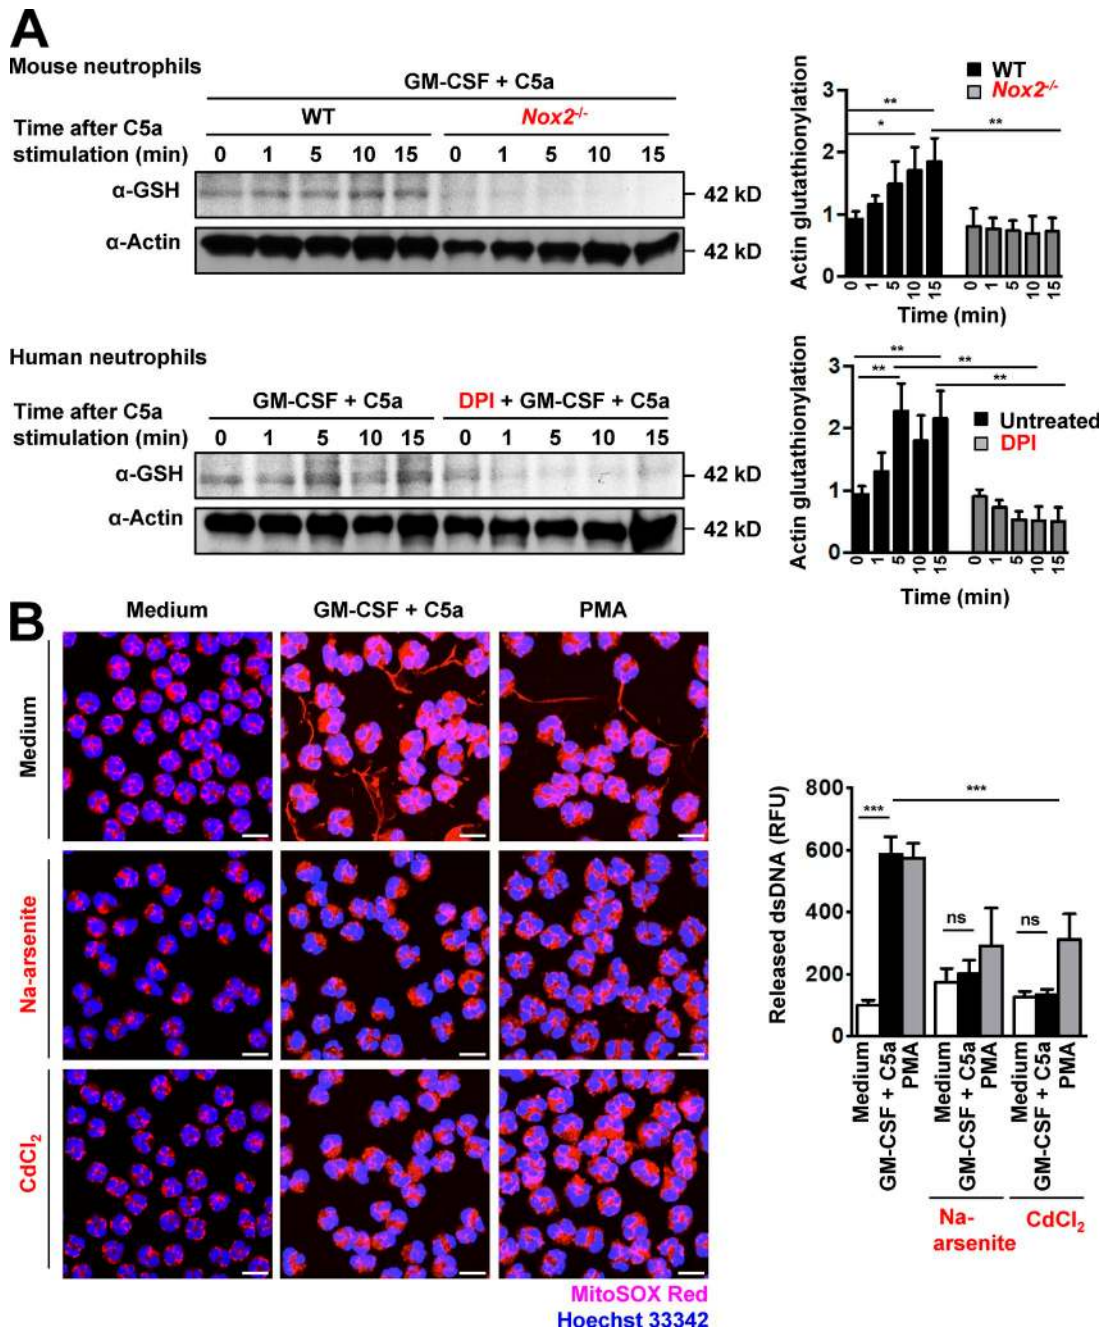 A
Mouse neutrophils
GM-CSF + C5a
WT
Nox2-/-
Time after C5a
stimulation (min)
0 1 5 10 15 0 1 5 10 15
α-GSH
42 kD
α-Actin
42 kD
WT
Nox2-/-
Actin glutathionylation
3
2
1
0
**
*
**
0 1 5 10 15 0 1 5 10 15
Time (min)
Human neutrophils
GM-CSF + C5a
DPI + GM-CSF + C5a
Time after C5a
stimulation (min)
0 1 5 10 15 0 1 5 10 15
α-GSH
42 kD
α-Actin
42 kD
Actin glutathionylation
3
2
1
0
**
**
**
**
Untreated
DPI
0 1 5 10 15 0 1 5 10 15
Time (min)
B
Medium GM-CSF + C5a PMA
Medium
Na-arsenite
CdCl₂
MitoSOX Red
Hoechst 33342
Released dsDNA (RFU)
800
600
400
200
0
***
***
ns
ns
Medium
GM-CSF + C5a
PMA
Medium
GM-CSF + C5a
PMA
Medium
GM-CSF + C5a
PMA
Na-
arsenite
CdCl₂